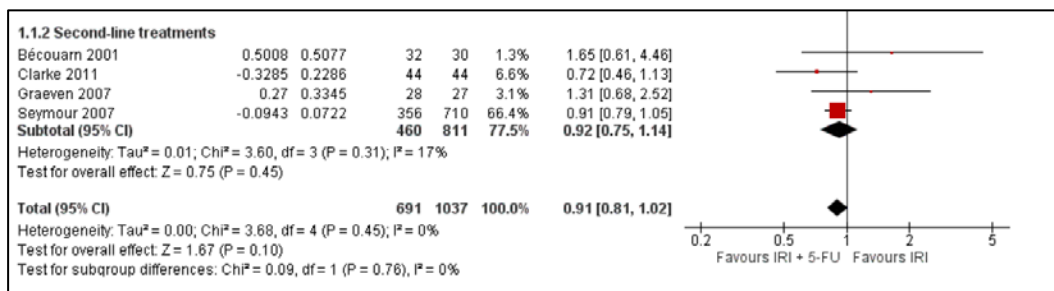 1.1.2 Second-line treatments
Bécouarn 2001 0.5008 0.5077 32 30 1.3% 1.65 [0.61, 4.46]
Clarke 2011 -0.3285 0.2286 44 44 6.6% 0.72 [0.46, 1.13]
Graeven 2007 0.27 0.3345 28 27 3.1% 1.31 [0.68, 2.52]
Seymour 2007 -0.0943 0.0722 356 710 66.4% 0.91 [0.79, 1.05]
Subtotal (95% CI) 460 811 77.5% 0.92 [0.75, 1.14]
Heterogeneity: Tau² = 0.01; Chi² = 3.60, df = 3 (P = 0.31); I² = 17%
Test for overall effect: Z = 0.75 (P = 0.45)
Total (95% CI) 691 1037 100.0% 0.91 [0.81, 1.02]
Heterogeneity: Tau² = 0.00; Chi² = 3.68, df = 4 (P = 0.45); I² = 0%
Test for overall effect: Z = 1.67 (P = 0.10)
Test for subgroup differences: Chi² = 0.09, df = 1 (P = 0.76), I² = 0%
0.2 0.5 1 2 5
Favours IRI + 5-FU Favours IRI